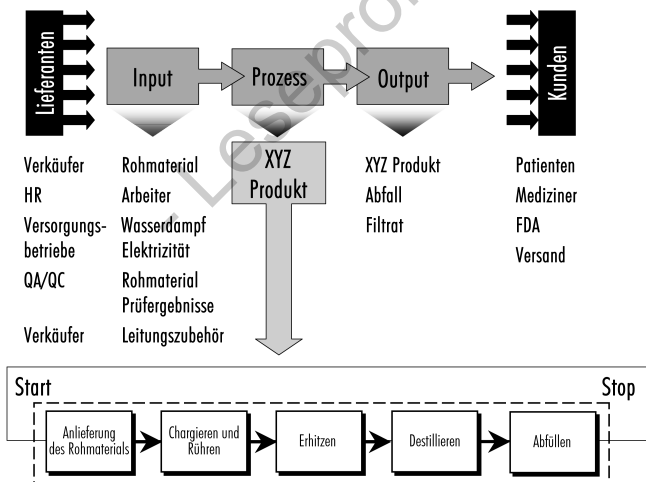 Lieferanten
Input
Prozess
Output
Kunden
- Leseprob
Verkäufer
HR
Versorgungs-
betriebe
QA/QC
Verkäufer
Rohmaterial
Arbeiter
Wasserdampf
Elektrizität
Rohmaterial
Prüfergebnisse
Leitungszubehör
XYZ
Produkt
XYZ Produkt
Abfall
Filtrat
Patienten
Mediziner
FDA
Versand
Start
Stop
Anlieferung
des Rohmaterials
Chargieren und
Rühren
Erhitzen
Destillieren
Abfüllen